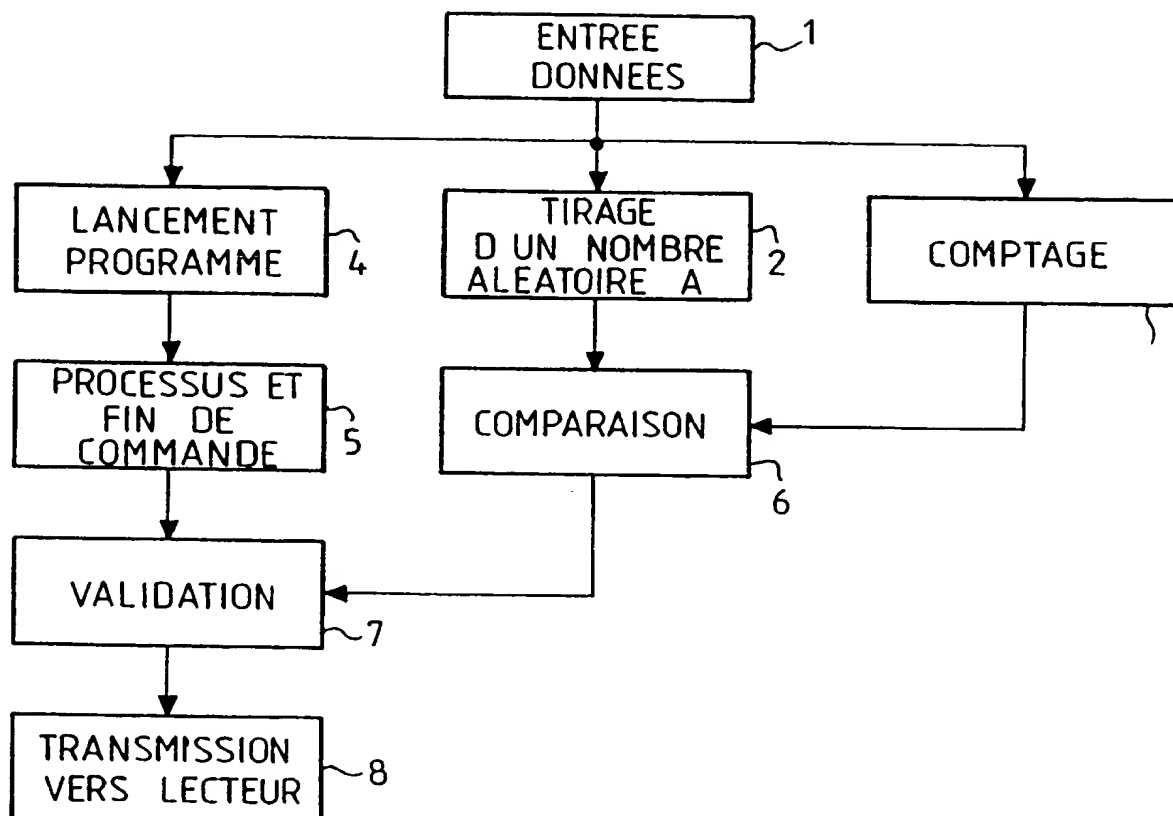 ENTREE
DONNEES
1
LANCEMENT
PROGRAMME
4
TIRAGE
D UN NOMBRE
ALEATOIRE A
2
COMPTAGE
PROCESSUS ET
FIN DE
COMMANDE
5
COMPARAISON
6
VALIDATION
7
TRANSMISSION
VERS LECTEUR
8